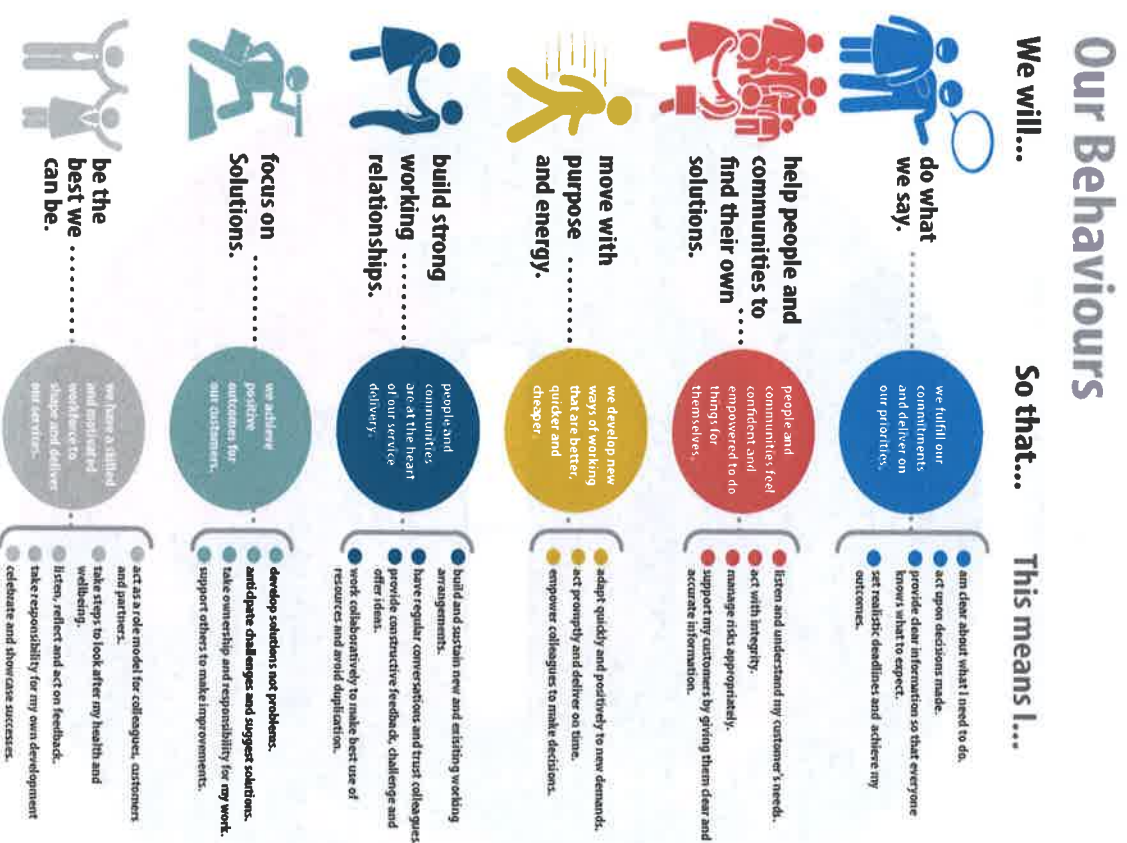 Our Behaviours
We will...
So that...
This means I...
do what
we say.
we fulfill our
commitments
and deliver on
our priorities.
am clear about what I need to do.
act upon decisions made.
provide clear information so that everyone
knows what to expect.
set realistic deadlines and achieve my
outcomes.
help people and
communities to
find their own
solutions.
people and
communities feel
confident and
empowered to do
things for
themselves.
listen and understand my customer's needs.
act with integrity.
manage risks appropriately.
support my customers by giving them clear and
accurate information.
move with
purpose
and energy.
we develop new
ways of working
that are better,
quicker and
cheaper.
adapt quickly and positively to new demands.
act promptly and deliver on time.
empower colleagues to make decisions.
build strong
working
relationships.
people and
communities
are at the heart
of our service
delivery.
build and sustain new and exisiting working
arrangements.
have regular conversations and trust colleagues
provide constructive feedback, challenge and
offer ideas.
work collaboratively to make best use of
resources and avoid duplication.
focus on
Solutions.
we achieve
positive
outcomes for
our customers.
develop solutions not problems.
anticipate challenges and suggest solutions.
take ownership and responsibility for my work.
support others to make improvements.
be the
best we
can be.
we have a skilled
and motivated
workforce to
shape and deliver
our services.
act as a role model for colleagues, customers
and partners.
take steps to look after my health and
wellbeing.
listen, reflect and act on feedback.
take responsibility for my own development
celebrate and showcase successes.